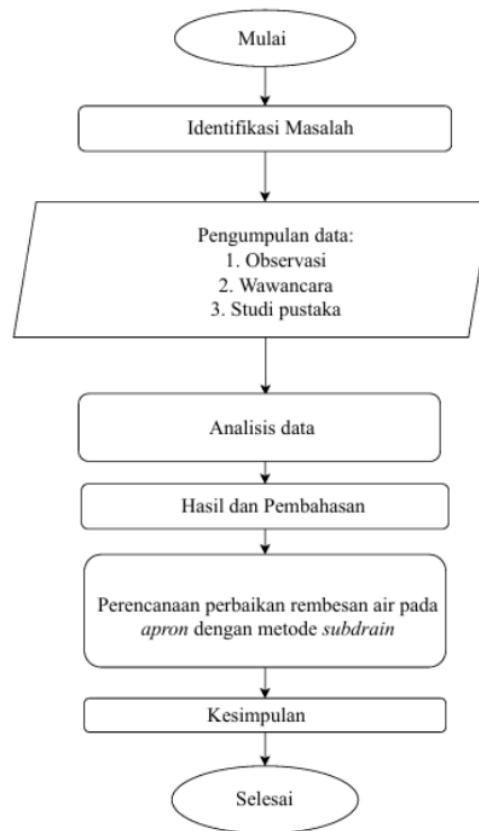 Mulai
Identifikasi Masalah
Pengumpulan data:
1. Observasi
2. Wawancara
3. Studi pustaka
Analisis data
Hasil dan Pembahasan
Perencanaan perbaikan rembesan air pada
apron dengan metode subdrain
Kesimpulan
Selesai